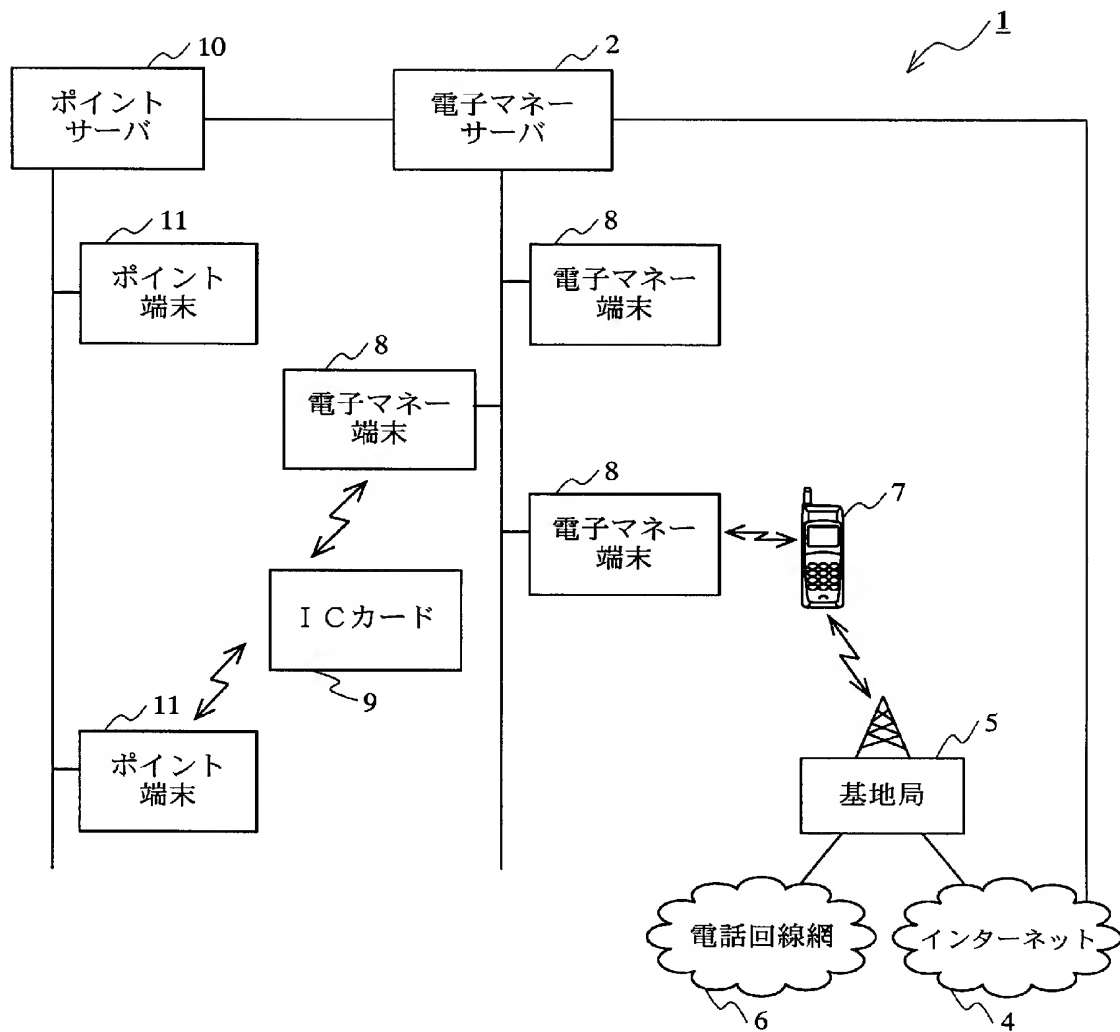 1
10
ポイント
サーバ
2
電子マネー
サーバ
11
ポイント
端末
8
電子マネー
端末
8
電子マネー
端末
8
電子マネー
端末
7
ＩＣカード
9
11
ポイント
端末
5
基地局
電話回線網
6
インターネット
4